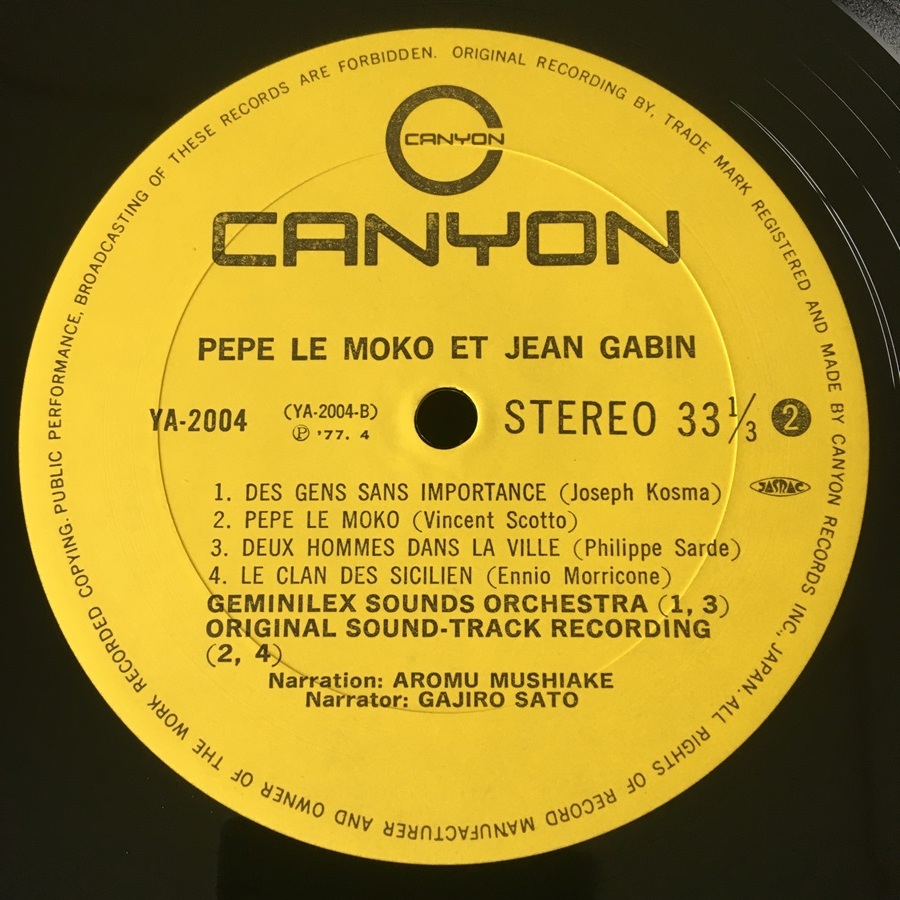 ORIGINAL RECORDING BY, TRADE MARK REGISTERED AND MADE BY CANYON RECORDS INC., JAPAN. ALL RIGHTS OF RECORD MANUFACTURER AND OWNER OF THE WORK RECORDED COPYING. PUBLIC PERFORMANCE, BROADCASTING OF THESE RECORDS ARE FORBIDDEN.
CANYON
CANYON
PEPE LE MOKO ET JEAN GABIN
YA-2004 (YA-2004-B) STEREO 33 1/3 2
Ⓟ '77. 4
JASRAC
1. DES GENS SANS IMPORTANCE (Joseph Kosma)
2. PEPE LE MOKO (Vincent Scotto)
3. DEUX HOMMES DANS LA VILLE (Philippe Sarde)
4. LE CLAN DES SICILIEN (Ennio Morricone)
GEMINILEX SOUNDS ORCHESTRA (1, 3)
ORIGINAL SOUND-TRACK RECORDING
(2, 4)
Narration: AROMU MUSHIAKE
Narrator: GAJIRO SATO